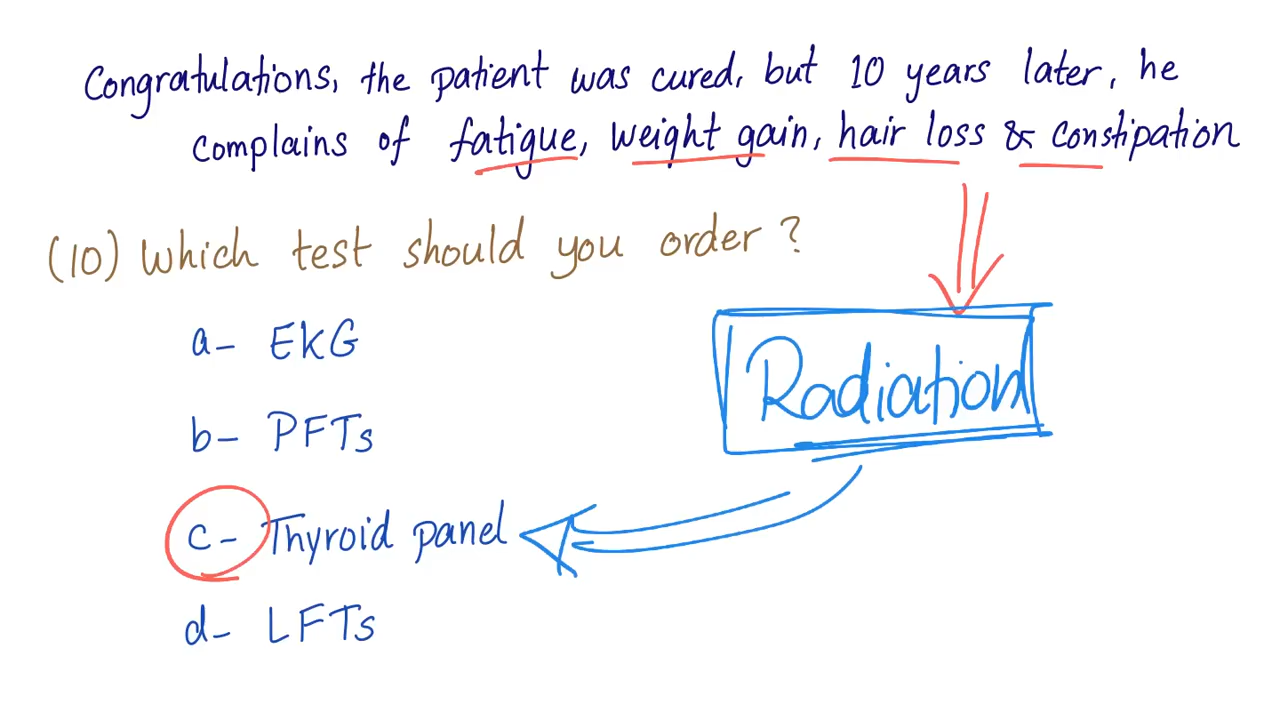 Congratulations, the patient was cured, but 10 years later, he
complains of fatigue, weight gain, hair loss & constipation
(10) Which test should you order?
a- EKG
b- PFTs
c- Thyroid panel
d- LFTs
Radiation